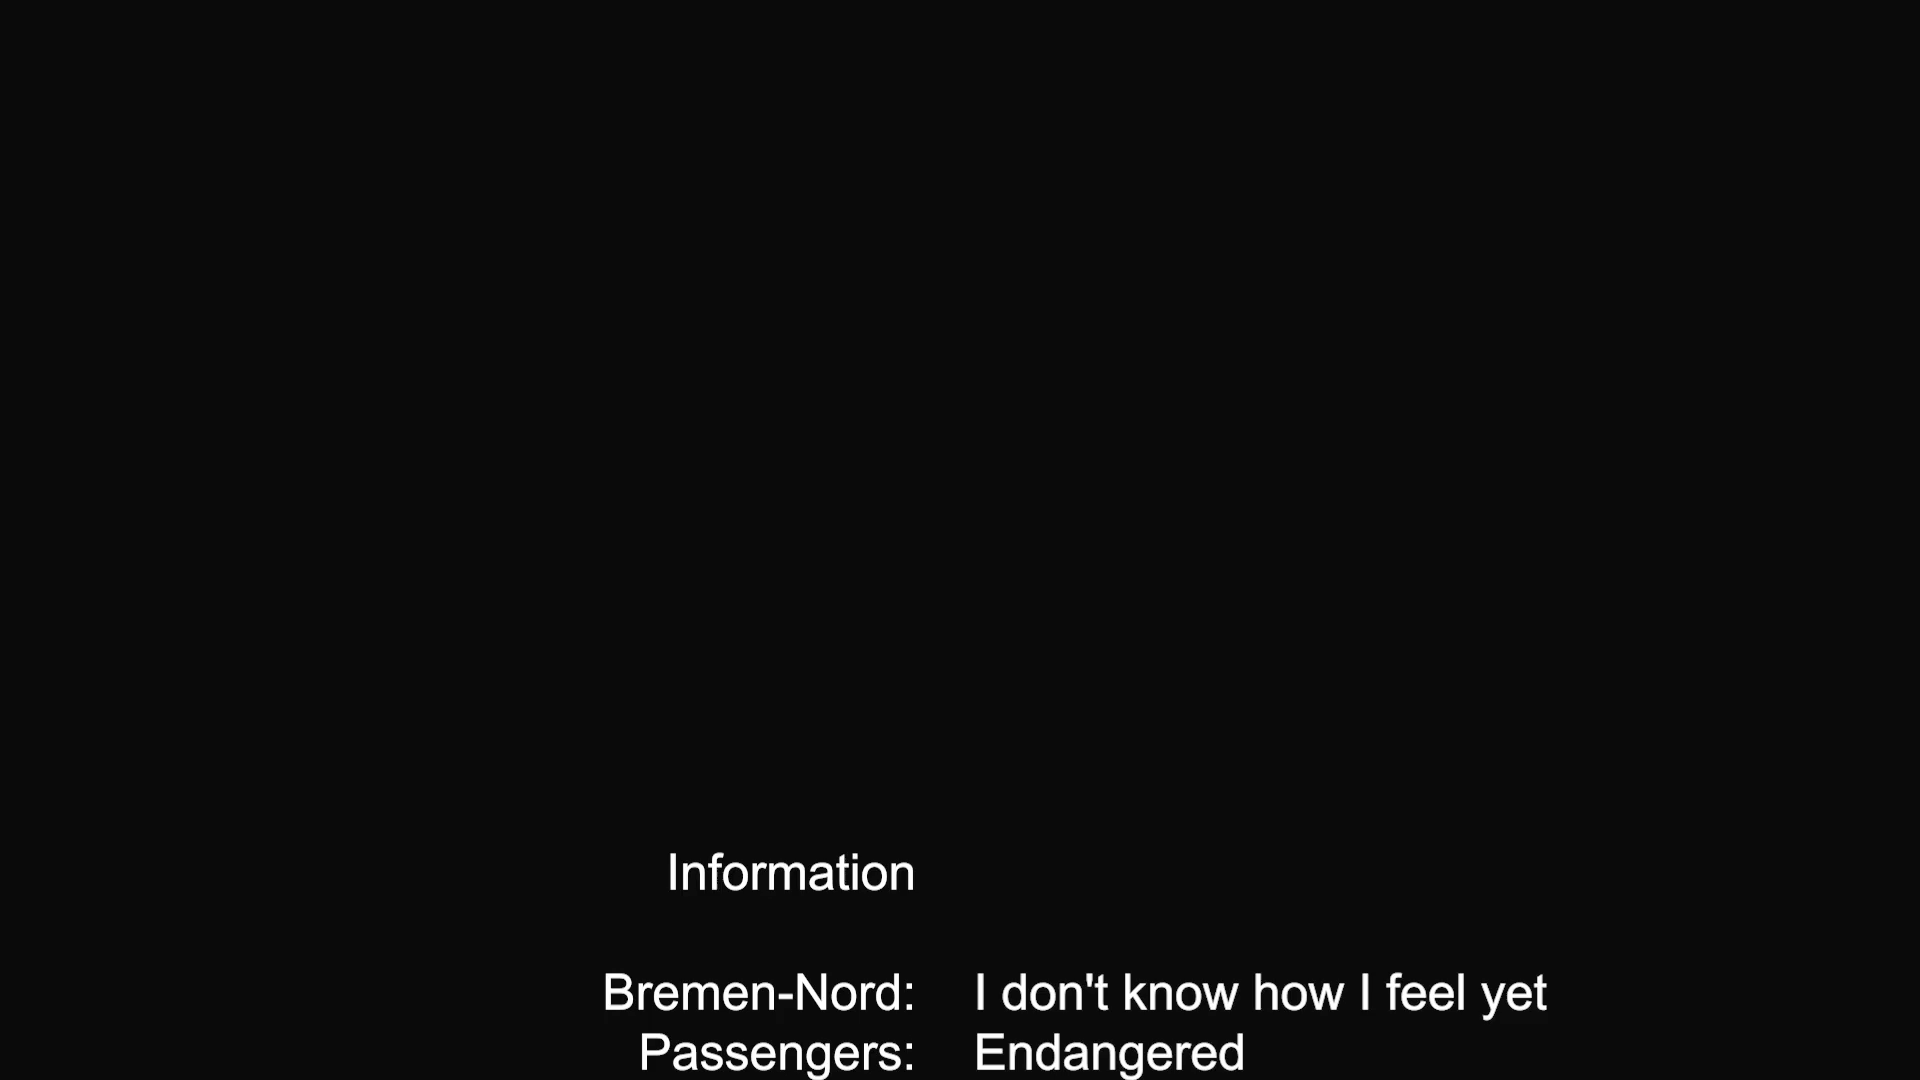 Information
Bremen-Nord: I don't know how I feel yet
Passengers: Endangered